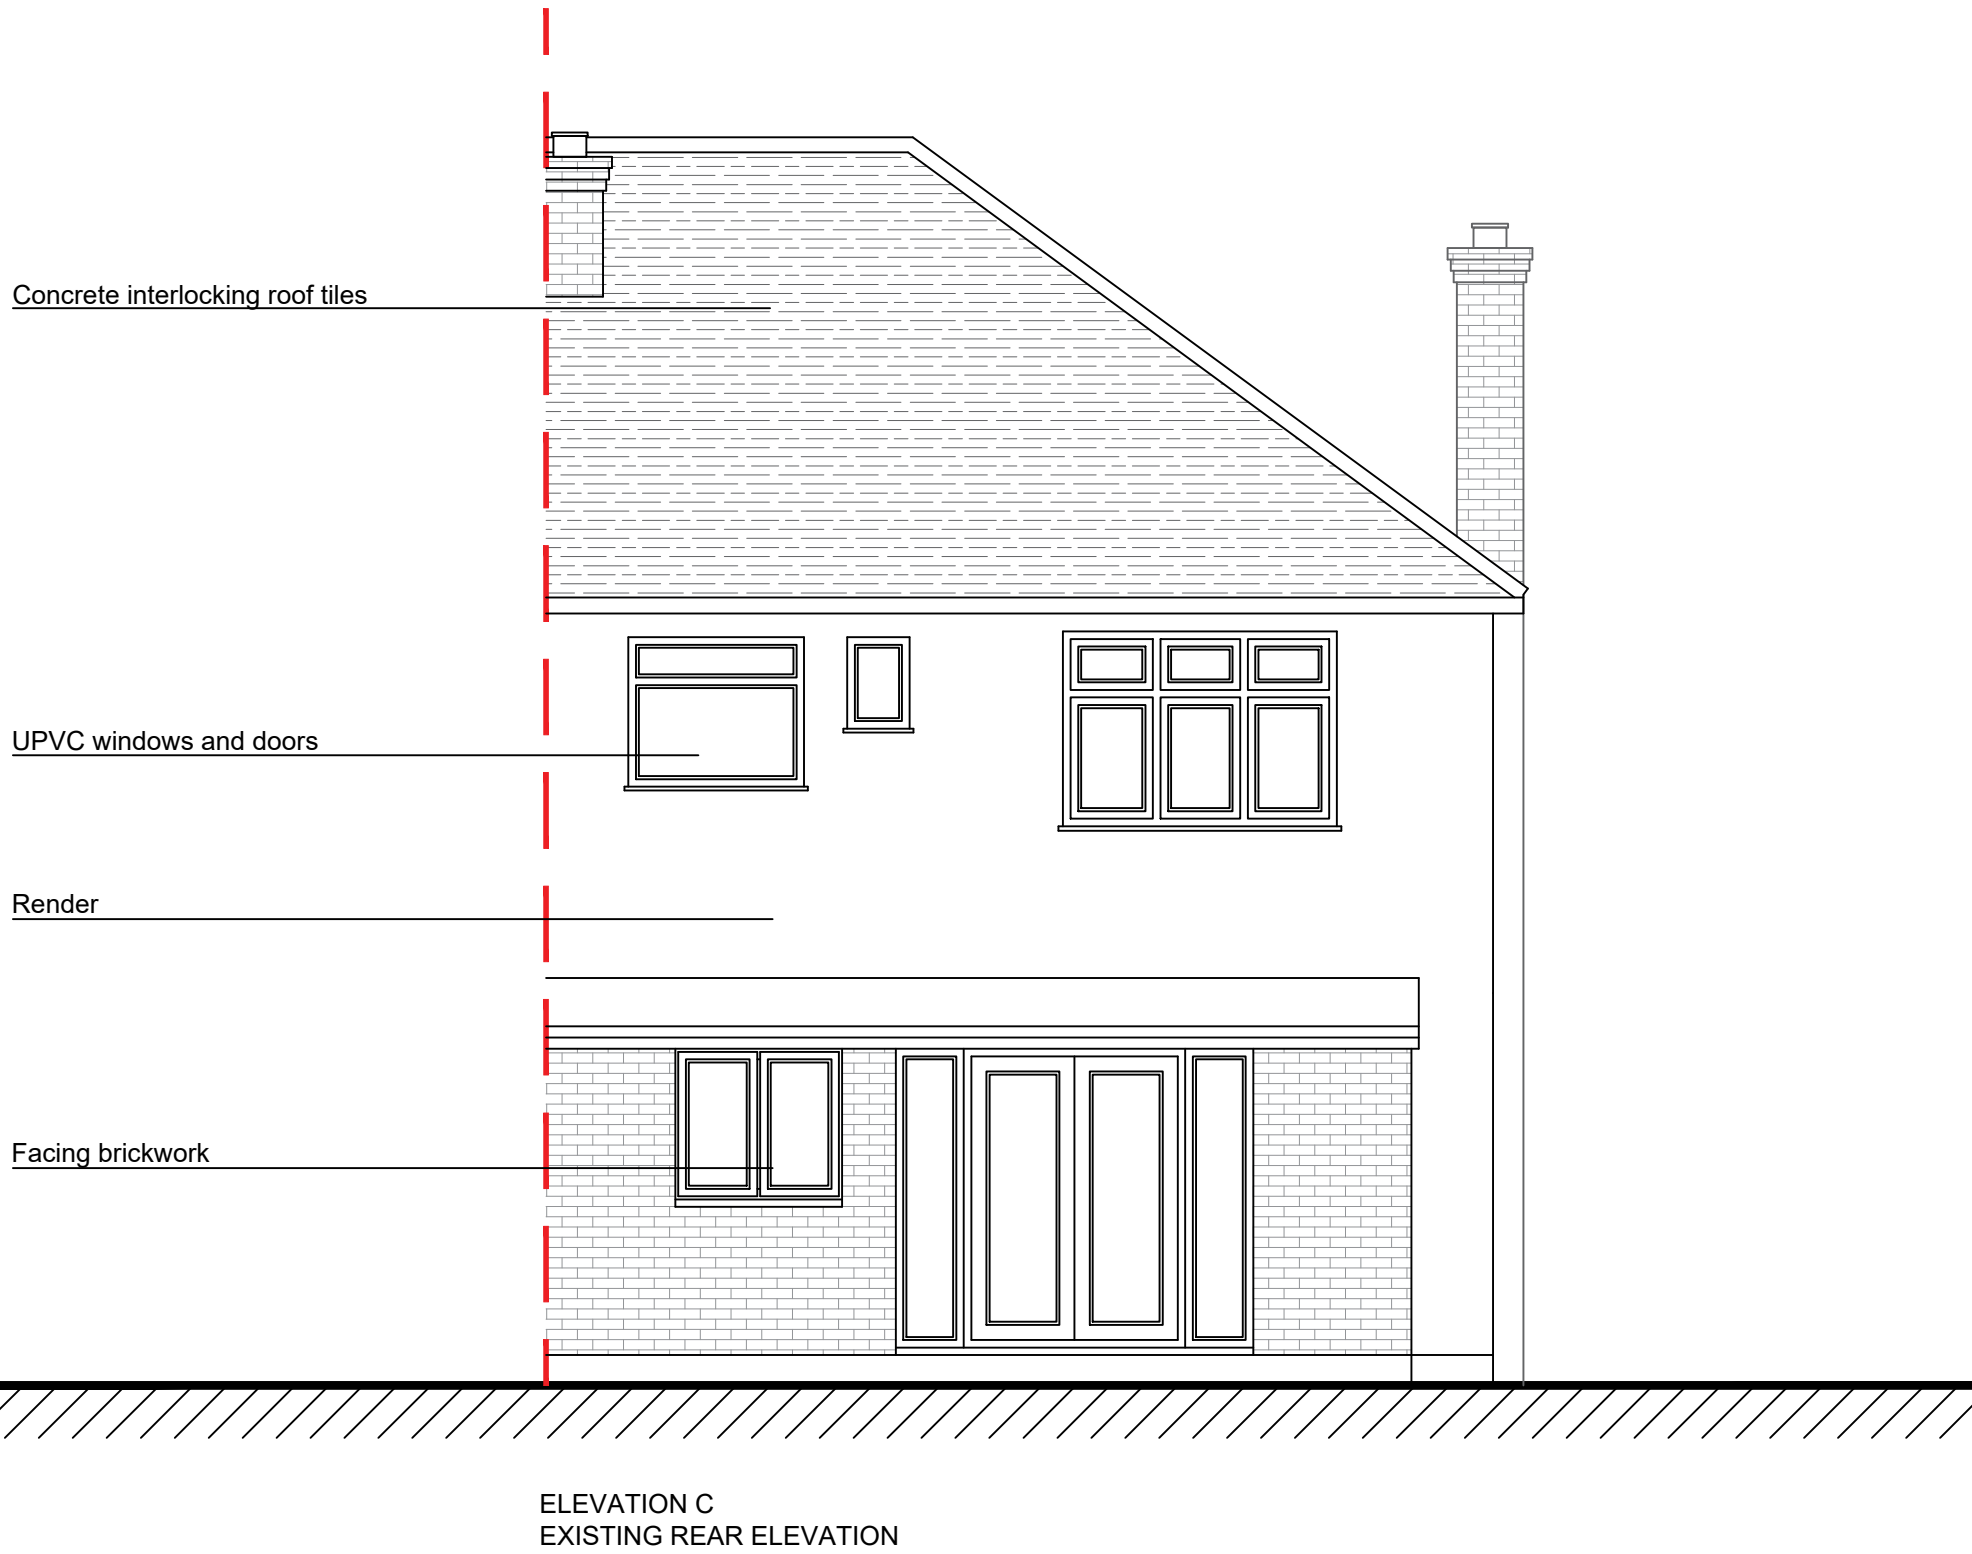 Concrete interlocking roof tiles
UPVC windows and doors
Render
Facing brickwork
ELEVATION C
EXISTING REAR ELEVATION